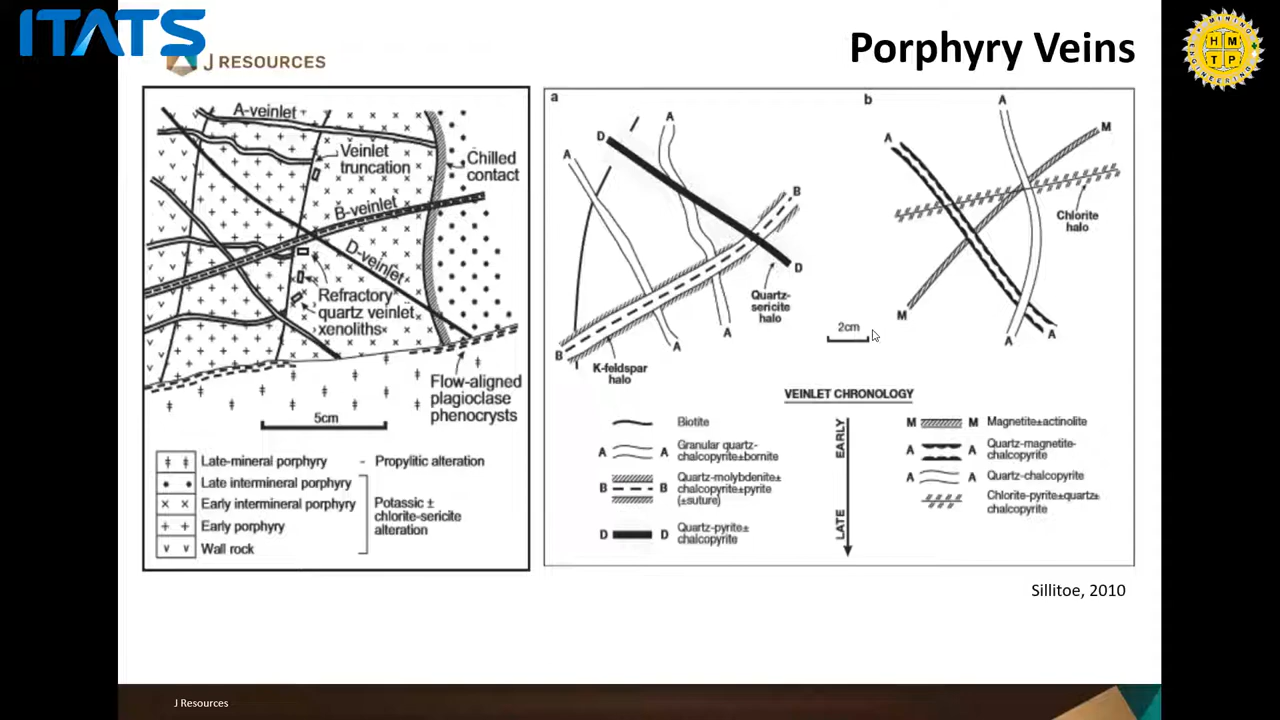 ITATS
J RESOURCES
Porphyry Veins
HMTP
A-veinlet
Veinlet
truncation
Chilled
contact
B-veinlet
D-veinlet
Refractory
quartz veinlet
xenoliths
Flow-aligned
plagioclase
phenocrysts
5cm
Late-mineral porphyry - Propylitic alteration
Late intermineral porphyry
Early intermineral porphyry
Early porphyry
Wall rock
Potassic ±
chlorite-sericite
alteration
a
A
D
A
B
D
Quartz-
sericite
halo
A
A
B
K-feldspar
halo
2cm
b
A
A
M
Chlorite
halo
M
A
A
VEINLET CHRONOLOGY
EARLY
LATE
Biotite
A A Granular quartz-
chalcopyrite±bornite
B B Quartz-molybdenite±
chalcopyrite±pyrite
(±suture)
D D Quartz-pyrite±
chalcopyrite
M M Magnetite±actinolite
A A Quartz-magnetite-
chalcopyrite
A A Quartz-chalcopyrite
Chlorite-pyrite±quartz±
chalcopyrite
Sillitoe, 2010
J Resources